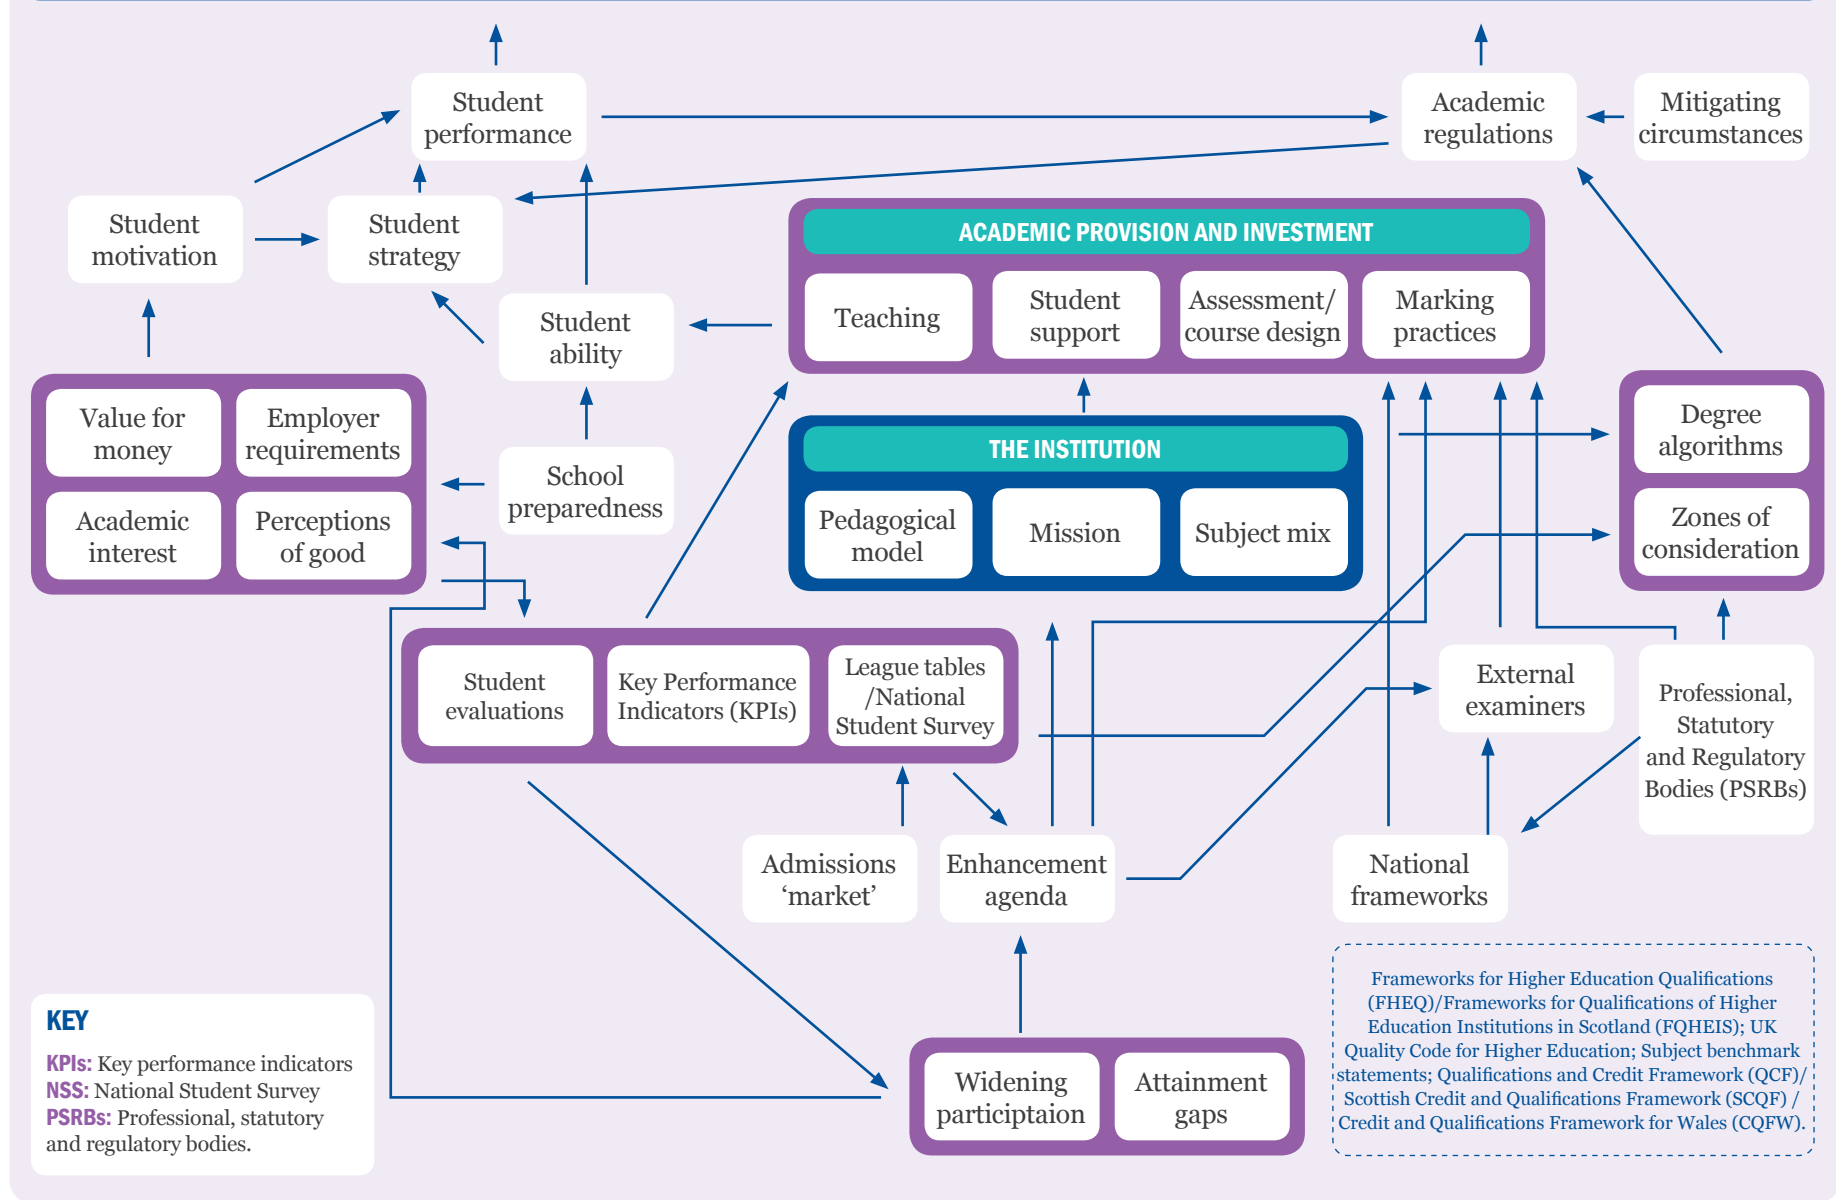 Student
performance
Academic
regulations
Mitigating
circumstances
Student
motivation
Student
strategy
ACADEMIC PROVISION AND INVESTMENT
Teaching
Student
support
Assessment/
course design
Marking
practices
Student
ability
Value for
money
Employer
requirements
Academic
interest
Perceptions
of good
School
preparedness
THE INSTITUTION
Pedagogical
model
Mission
Subject mix
Degree
algorithms
Zones of
consideration
Student
evaluations
Key Performance
Indicators (KPIs)
League tables
/National
Student Survey
External
examiners
Professional,
Statutory
and Regulatory
Bodies (PSRBs)
Admissions
‘market’
Enhancement
agenda
National
frameworks
Widening
participtaion
Attainment
gaps
Frameworks for Higher Education Qualifications
(FHEQ)/Frameworks for Qualifications of Higher
Education Institutions in Scotland (FQHEIS); UK
Quality Code for Higher Education; Subject benchmark
statements; Qualifications and Credit Framework (QCF)/
Scottish Credit and Qualifications Framework (SCQF) /
Credit and Qualifications Framework for Wales (CQFW).
KEY
KPIs: Key performance indicators
NSS: National Student Survey
PSRBs: Professional, statutory
and regulatory bodies.